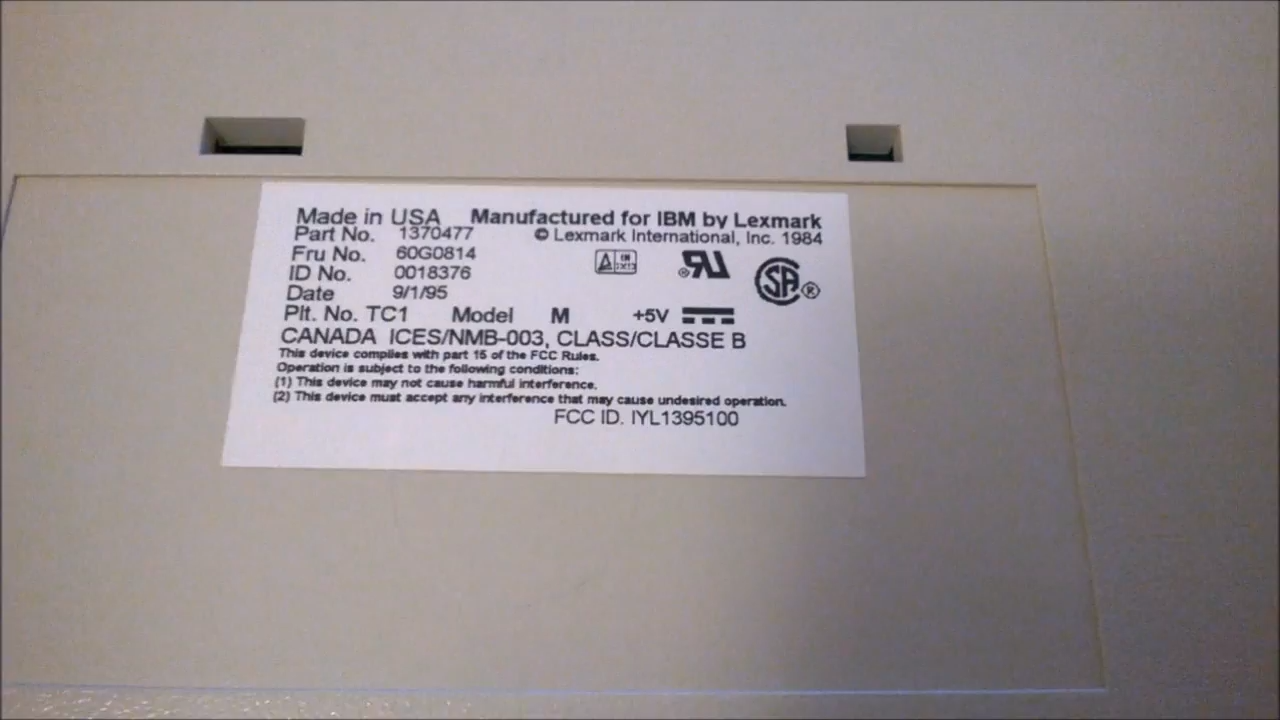 Made in USA Manufactured for IBM by Lexmark
Part No. 1370477 © Lexmark International, Inc. 1984
Fru No. 60G0814
ID No. 0018376
Date 9/1/95
Plt. No. TC1 Model M +5V
CANADA ICES/NMB-003, CLASS/CLASSE B
This device complies with part 15 of the FCC Rules.
Operation is subject to the following conditions:
(1) This device may not cause harmful interference.
(2) This device must accept any interference that may cause undesired operation.
FCC ID. IYL1395100